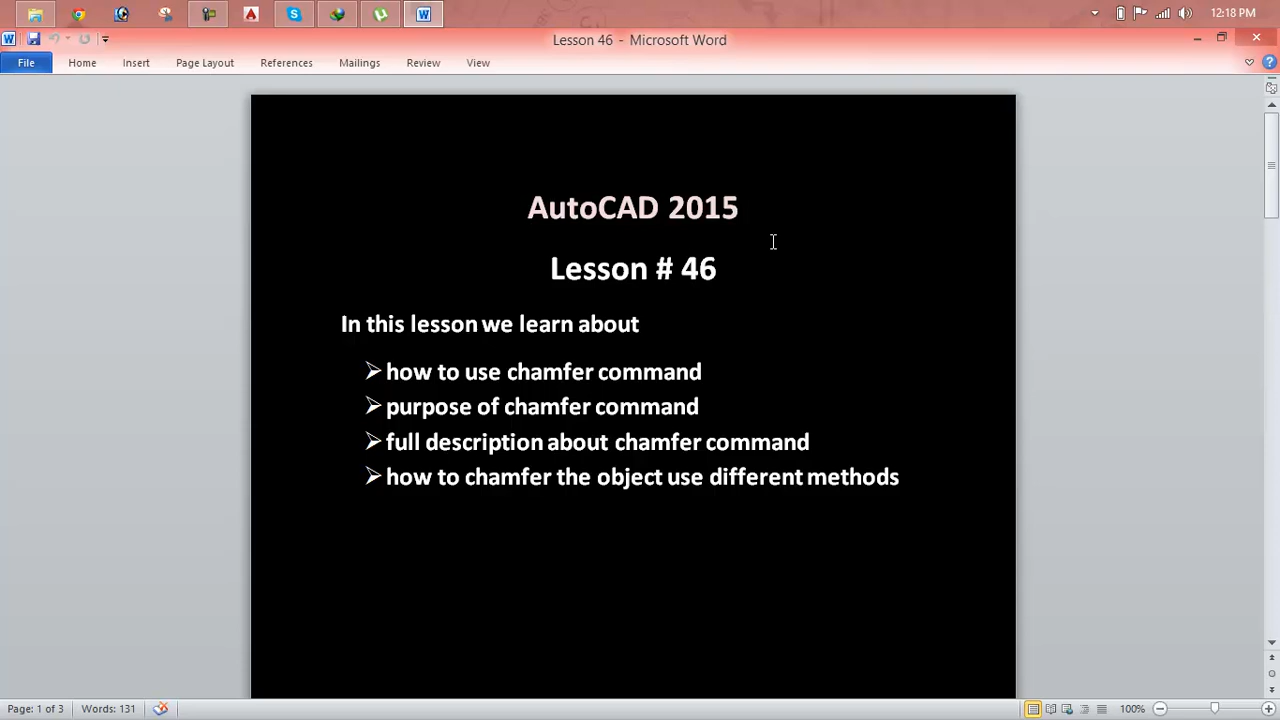 12:18 PM
Lesson 46 - Microsoft Word
File Home Insert Page Layout References Mailings Review View
AutoCAD 2015
Lesson # 46
In this lesson we learn about
how to use chamfer command
purpose of chamfer command
full description about chamfer command
how to chamfer the object use different methods
Page: 1 of 3 Words: 131 100%